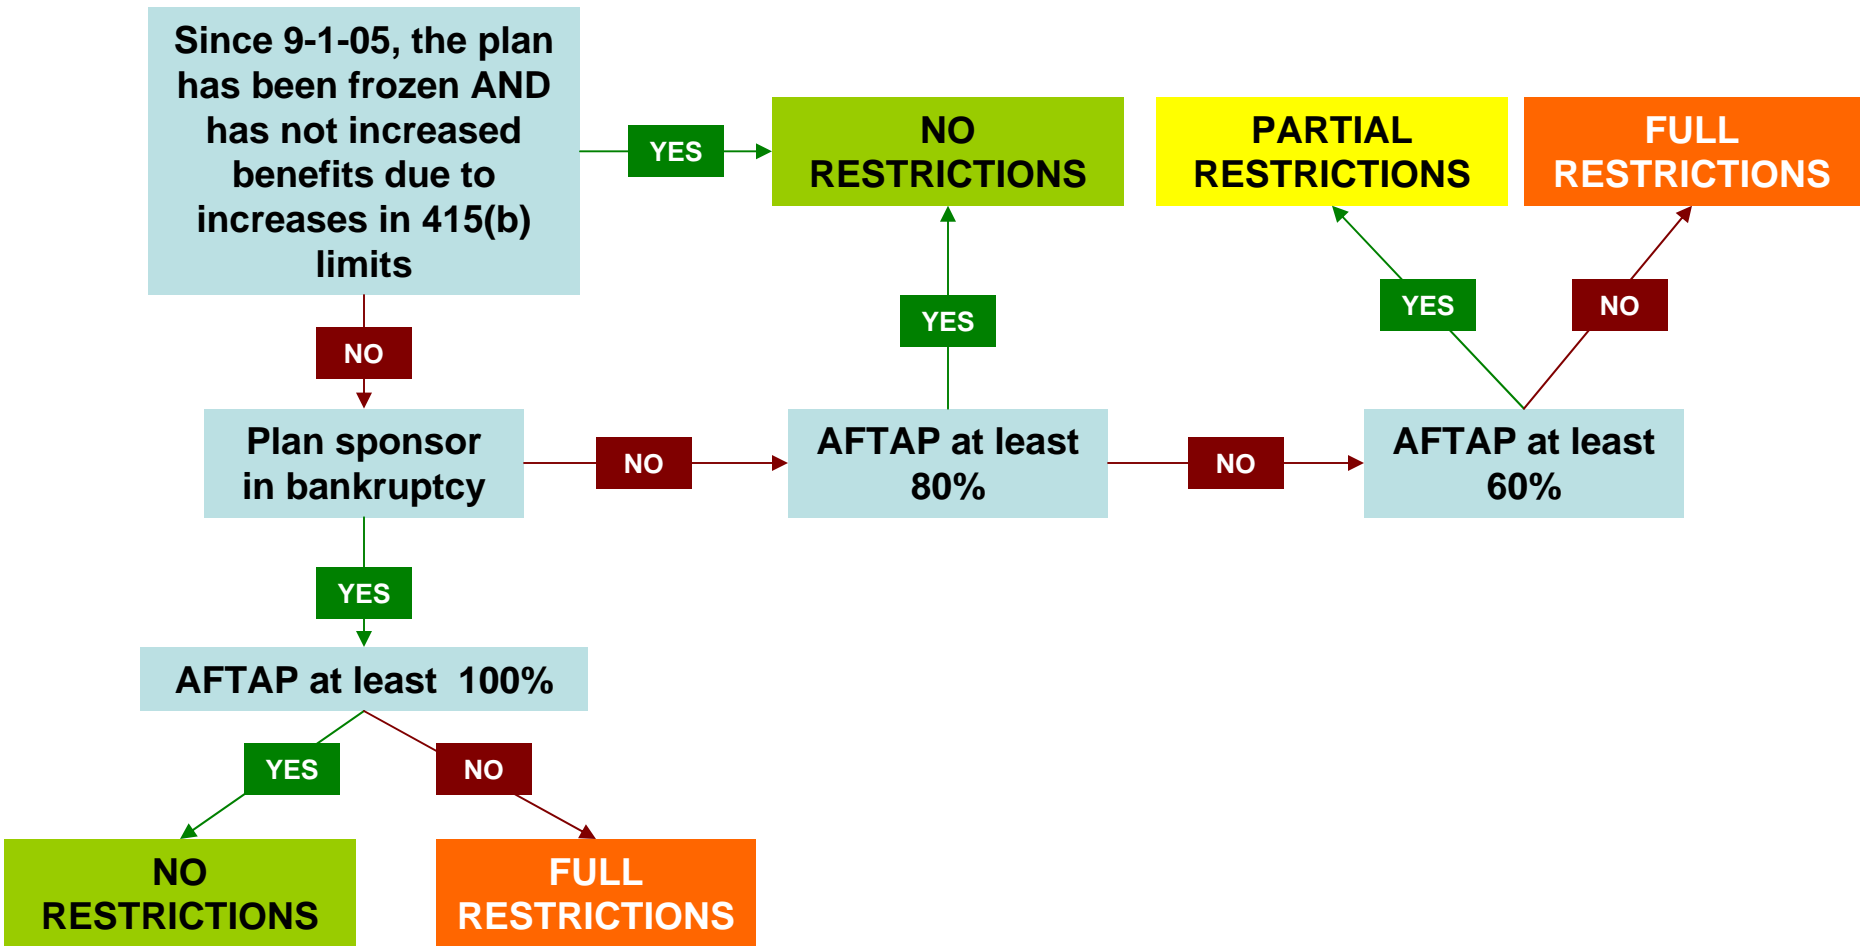 Since 9-1-05, the plan
has been frozen AND
has not increased
benefits due to
increases in 415(b)
limits
YES
NO
RESTRICTIONS
PARTIAL
RESTRICTIONS
FULL
RESTRICTIONS
NO
YES
YES
NO
Plan sponsor
in bankruptcy
NO
AFTAP at least
80%
NO
AFTAP at least
60%
YES
AFTAP at least  100%
YES
NO
NO
RESTRICTIONS
FULL
RESTRICTIONS